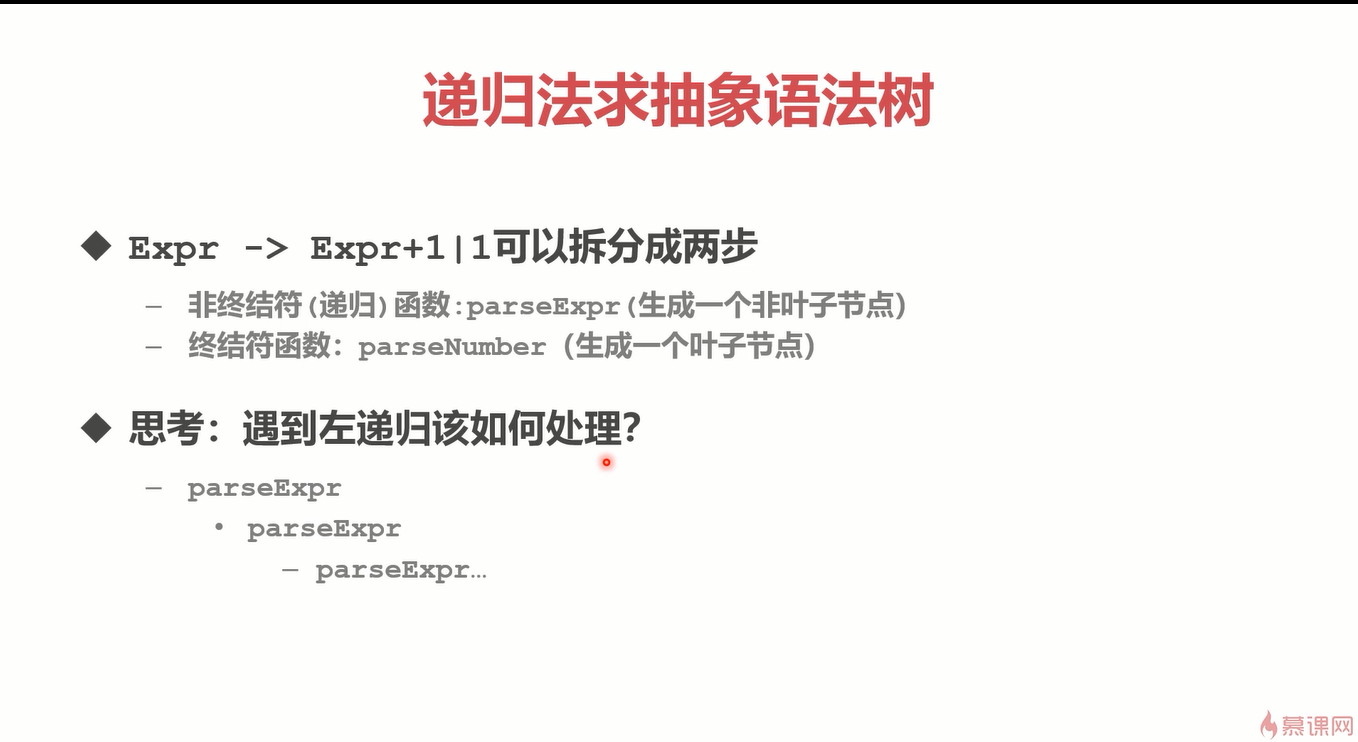 递归法求抽象语法树
◆ Expr -> Expr+1|1可以拆分成两步
– 非终结符(递归)函数:parseExpr(生成一个非叶子节点)
– 终结符函数：parseNumber（生成一个叶子节点）
◆ 思考：遇到左递归该如何处理?
– parseExpr
• parseExpr
– parseExpr…
慕课网